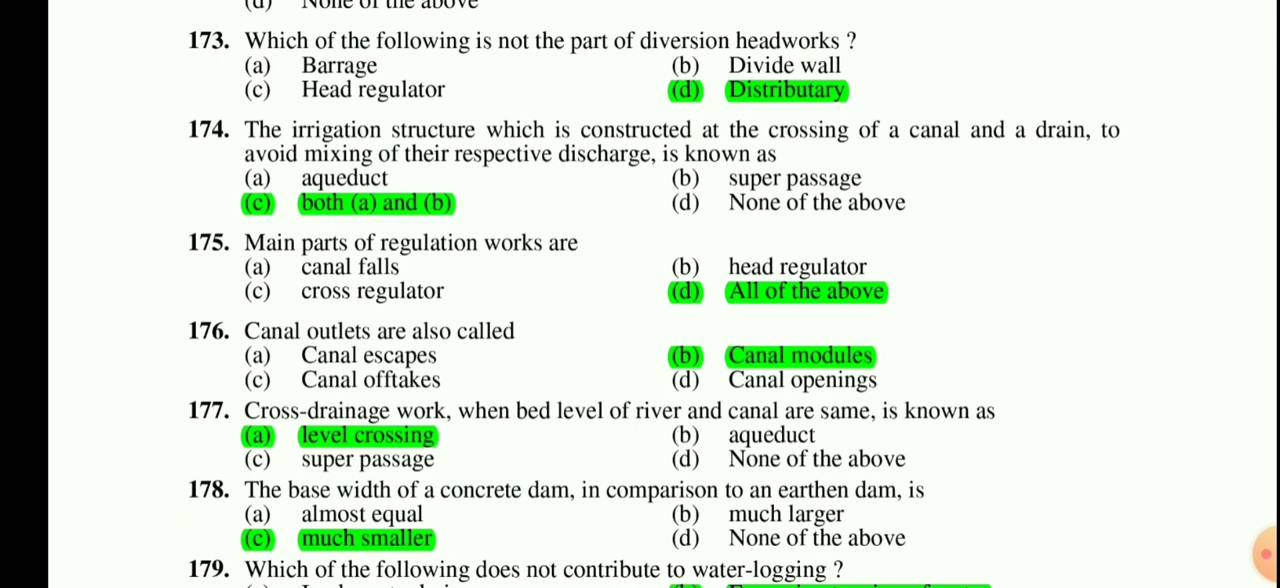 (d) None of the above
173. Which of the following is not the part of diversion headworks ?
(a) Barrage (b) Divide wall
(c) Head regulator (d) Distributary
174. The irrigation structure which is constructed at the crossing of a canal and a drain, to
avoid mixing of their respective discharge, is known as
(a) aqueduct (b) super passage
(c) both (a) and (b) (d) None of the above
175. Main parts of regulation works are
(a) canal falls (b) head regulator
(c) cross regulator (d) All of the above
176. Canal outlets are also called
(a) Canal escapes (b) Canal modules
(c) Canal offtakes (d) Canal openings
177. Cross-drainage work, when bed level of river and canal are same, is known as
(a) level crossing (b) aqueduct
(c) super passage (d) None of the above
178. The base width of a concrete dam, in comparison to an earthen dam, is
(a) almost equal (b) much larger
(c) much smaller (d) None of the above
179. Which of the following does not contribute to water-logging ?